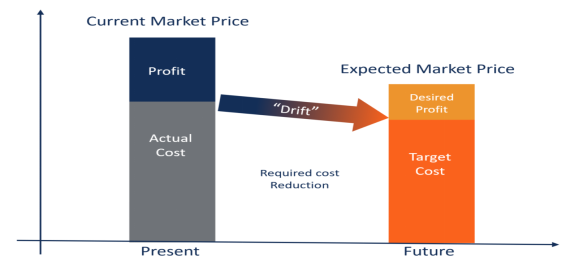 Current Market Price
Profit
Expected Market Price
"Drift"
Desired
Profit
Actual
Cost
Target
Cost
Required cost
Reduction
Present
Future